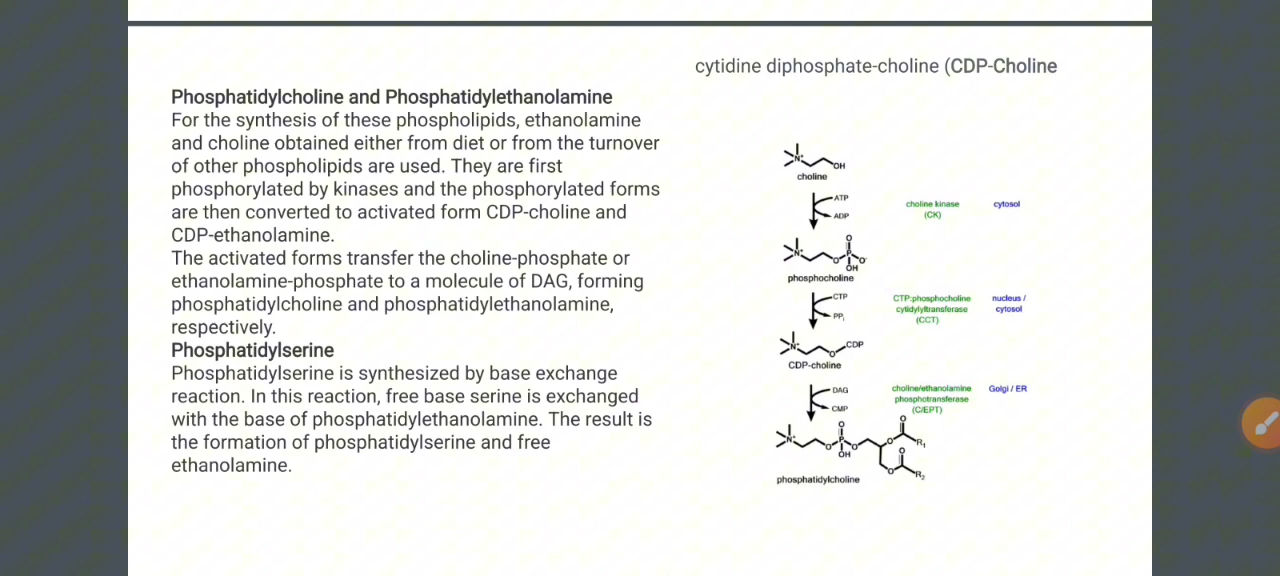 cytidine diphosphate-choline (CDP-Choline
Phosphatidylcholine and Phosphatidylethanolamine
For the synthesis of these phospholipids, ethanolamine
and choline obtained either from diet or from the turnover
of other phospholipids are used. They are first
phosphorylated by kinases and the phosphorylated forms
are then converted to activated form CDP-choline and
CDP-ethanolamine.
The activated forms transfer the choline-phosphate or
ethanolamine-phosphate to a molecule of DAG, forming
phosphatidylcholine and phosphatidylethanolamine,
respectively.
Phosphatidylserine
Phosphatidylserine is synthesized by base exchange
reaction. In this reaction, free base serine is exchanged
with the base of phosphatidylethanolamine. The result is
the formation of phosphatidylserine and free
ethanolamine.
N+ OH
choline
ATP
ADP
choline kinase
(CK)
cytosol
N+ O P O O- OH
phosphocholine
CTP
PPi
CTP:phosphocholine
cytidylyltransferase
(CCT)
nucleus /
cytosol
N+ O CDP
CDP-choline
DAG
CMP
choline/ethanolamine
phosphotransferase
(C/EPT)
Golgi / ER
N+ O P O O OH O O R1 O O R2
phosphatidylcholine